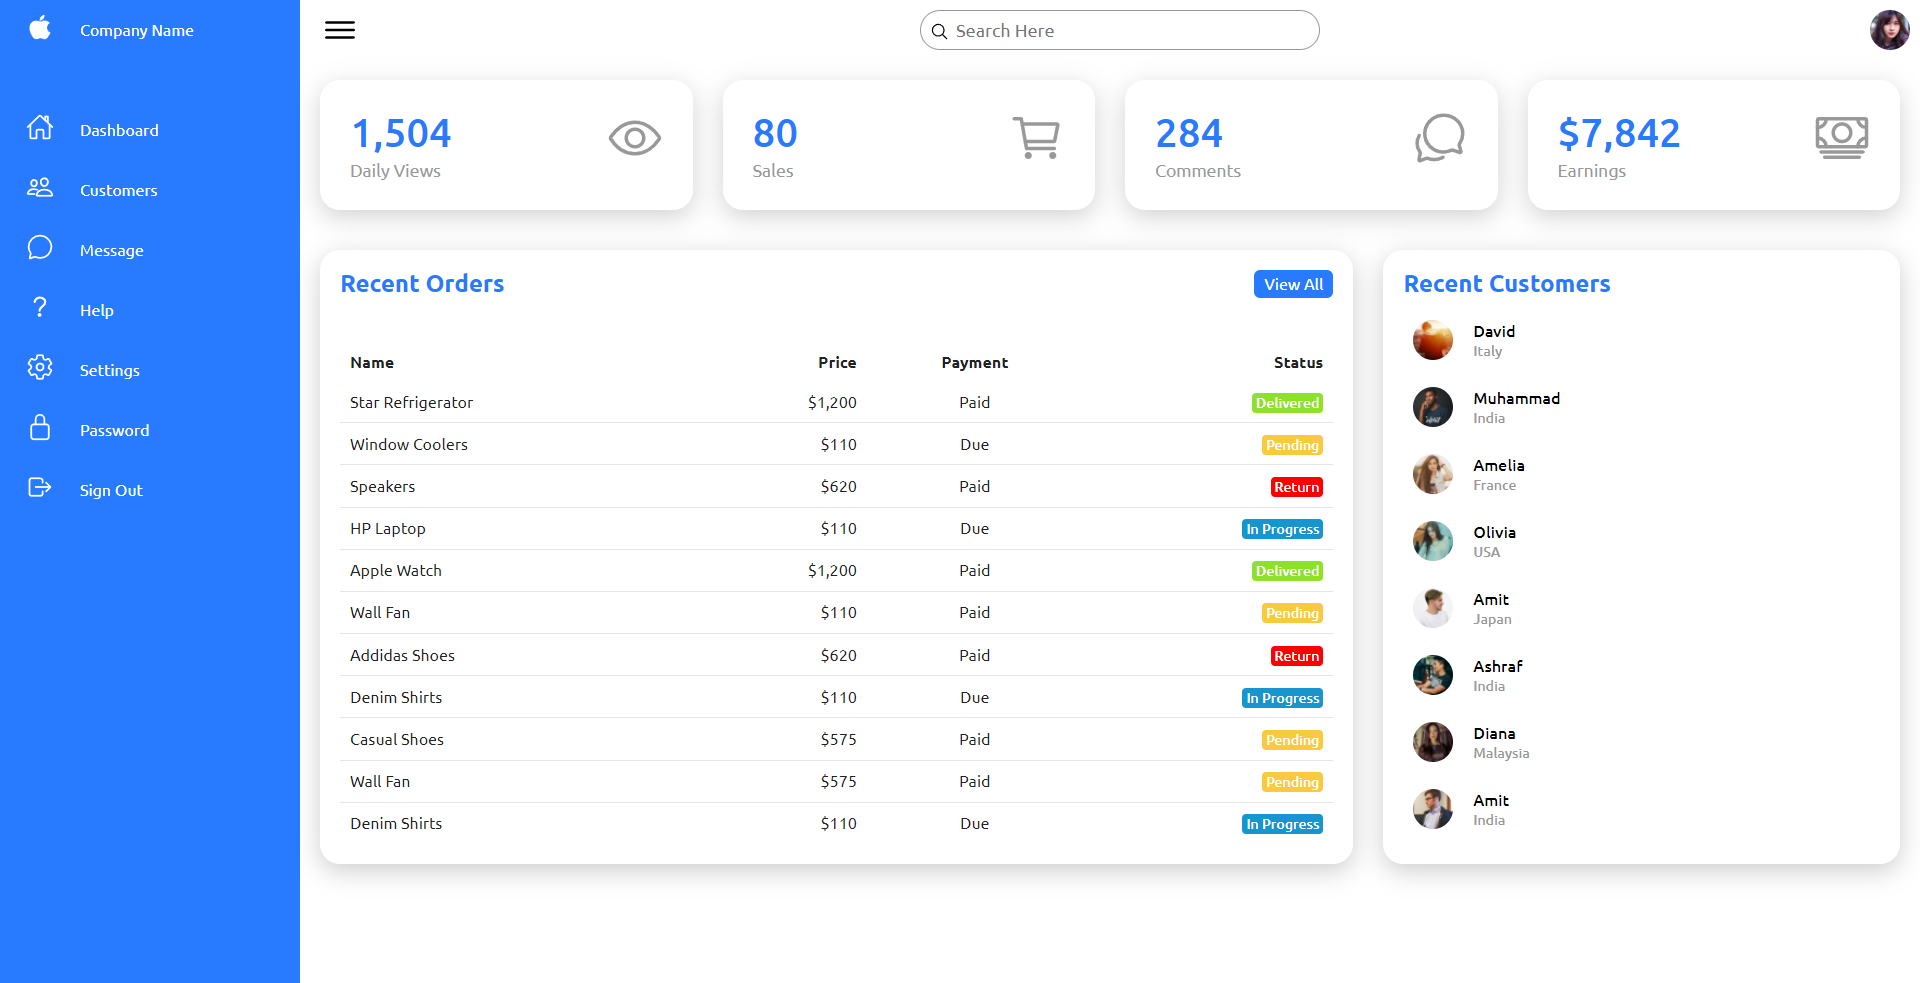 Company Name
Dashboard
Customers
Message
Help
Settings
Password
Sign Out
Search Here
1,504
Daily Views
80
Sales
284
Comments
$7,842
Earnings
Recent Orders
View All
Name Price Payment Status
Star Refrigerator $1,200 Paid Delivered
Window Coolers $110 Due Pending
Speakers $620 Paid Return
HP Laptop $110 Due In Progress
Apple Watch $1,200 Paid Delivered
Wall Fan $110 Paid Pending
Addidas Shoes $620 Paid Return
Denim Shirts $110 Due In Progress
Casual Shoes $575 Paid Pending
Wall Fan $575 Paid Pending
Denim Shirts $110 Due In Progress
Recent Customers
David
Italy
Muhammad
India
Amelia
France
Olivia
USA
Amit
Japan
Ashraf
India
Diana
Malaysia
Amit
India